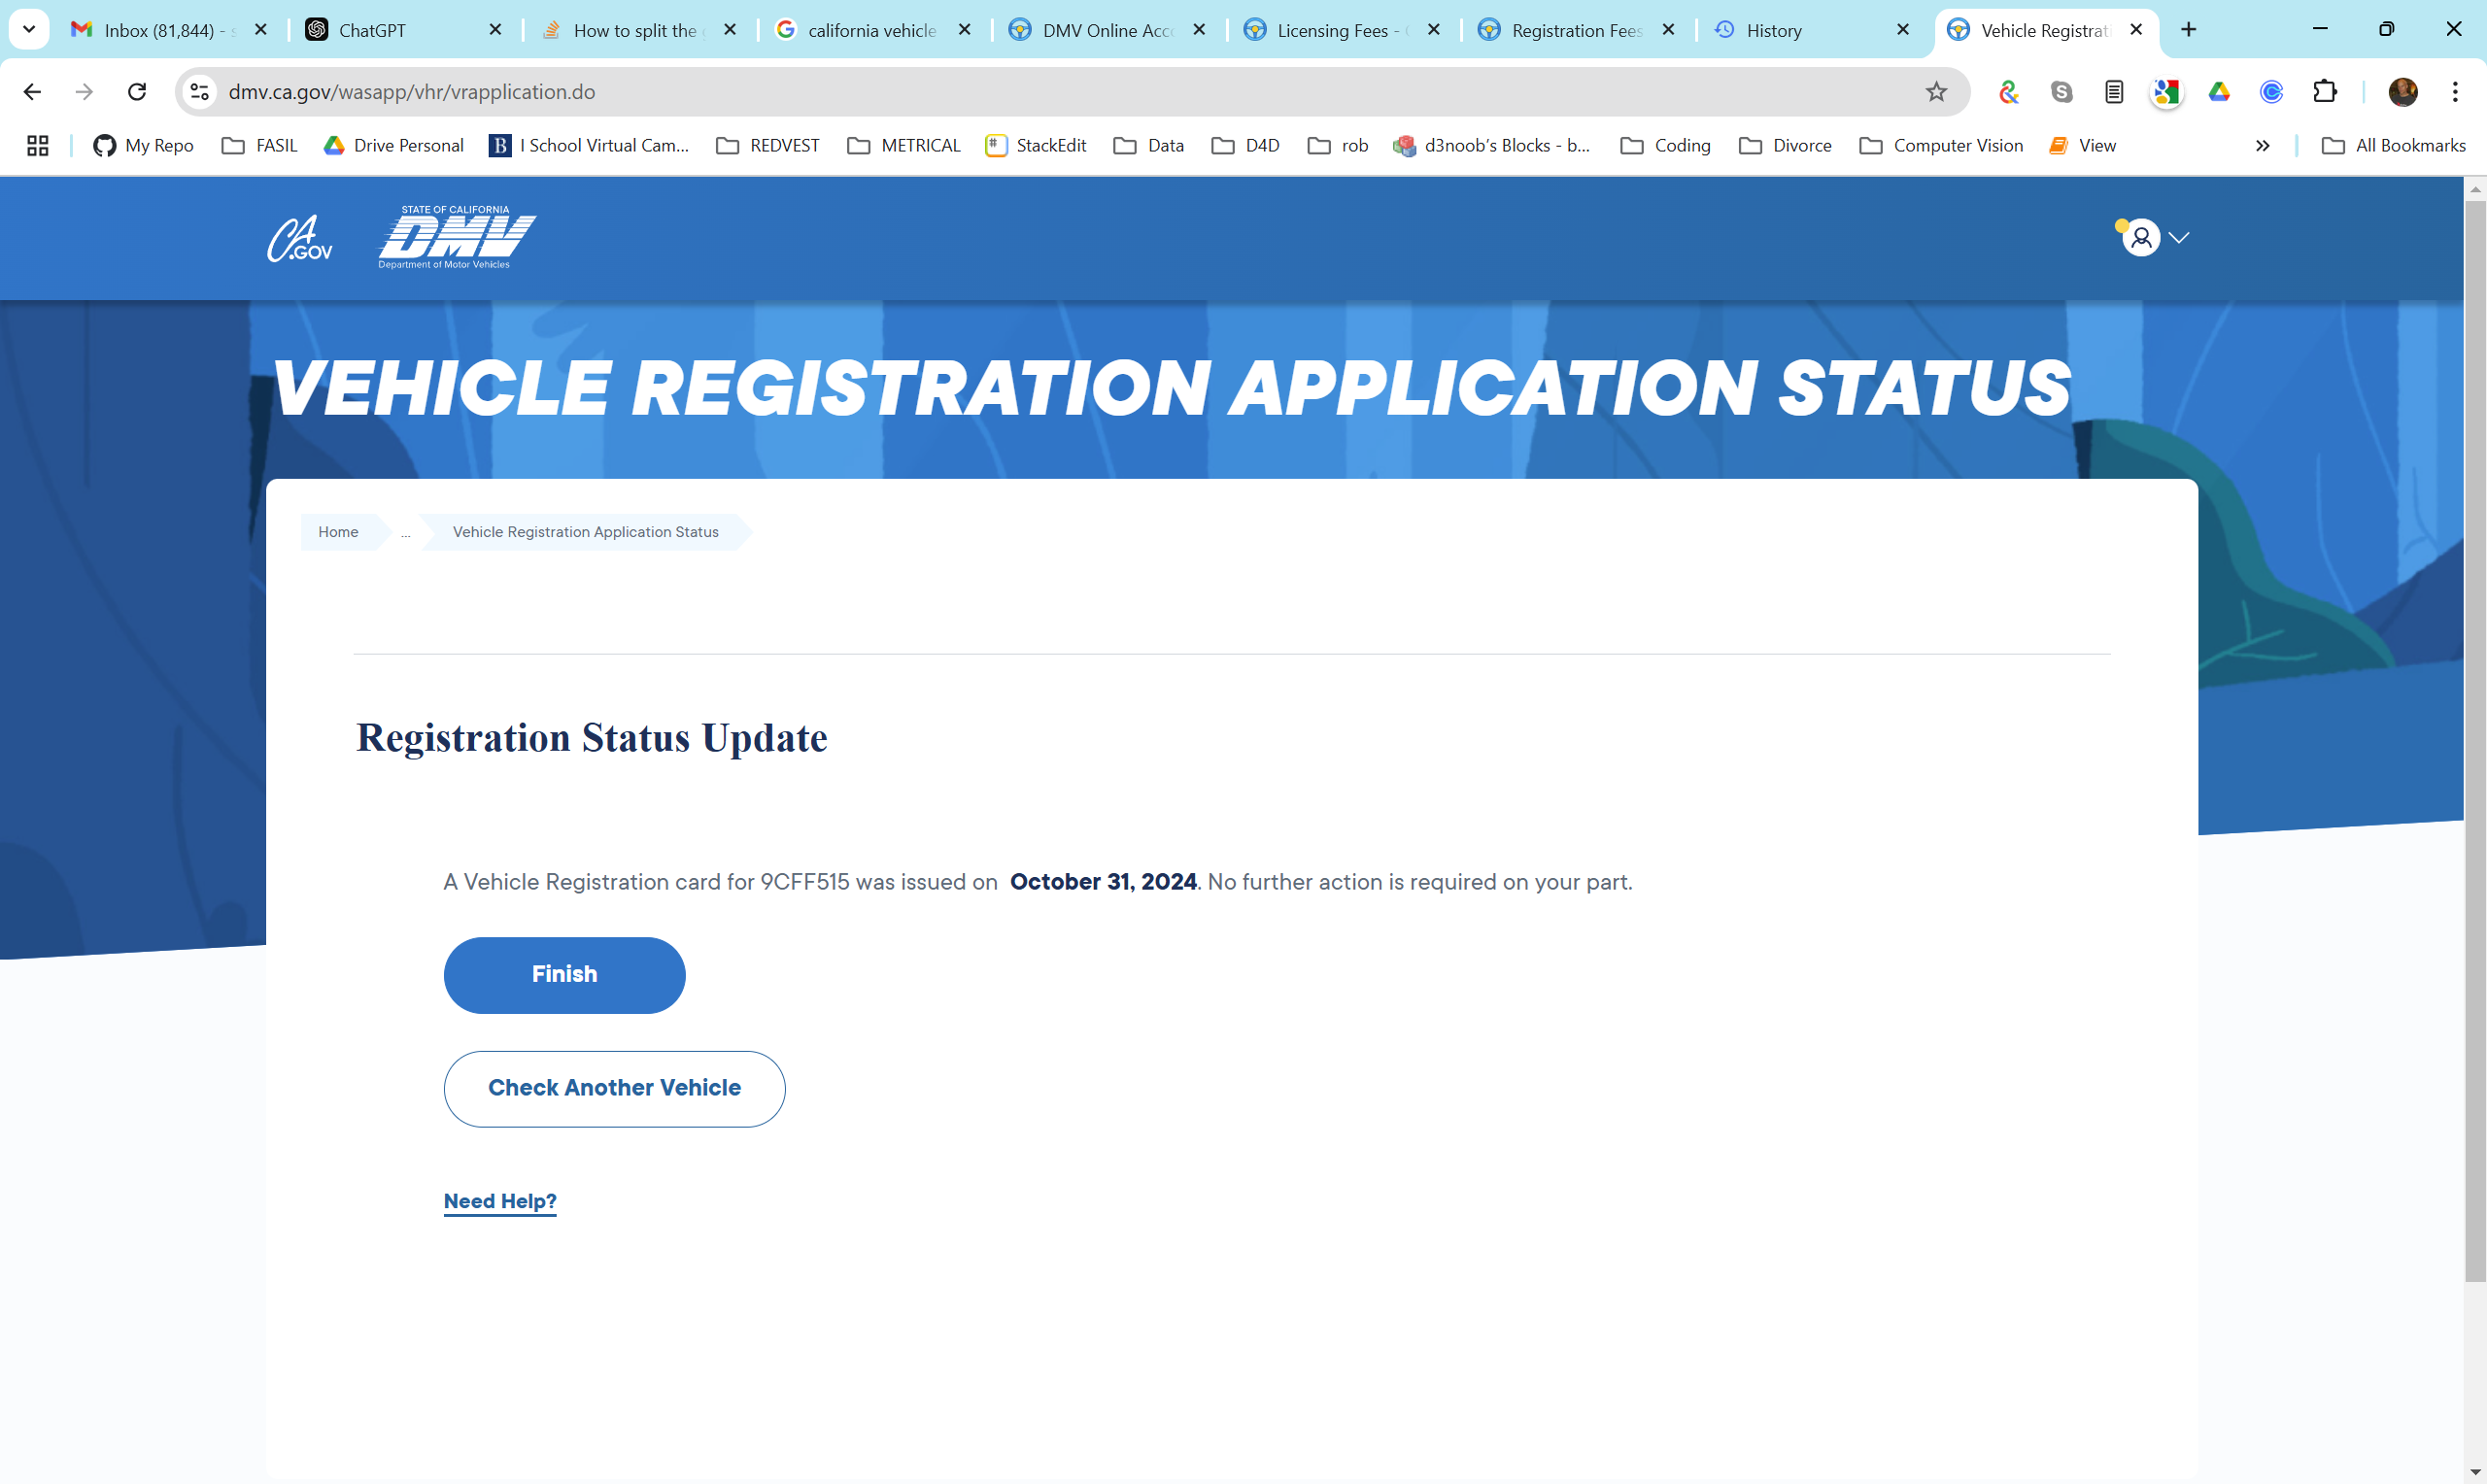 Inbox (81,844) - s
ChatGPT
How to split the
california vehicle
DMV Online Acc
Licensing Fees -
Registration Fees
History
Vehicle Registrat
dmv.ca.gov/wasapp/vhr/vrapplication.do
My Repo
FASIL
Drive Personal
B I School Virtual Cam...
REDVEST
METRICAL
StackEdit
Data
D4D
rob
d3noob's Blocks - b...
Coding
Divorce
Computer Vision
View
All Bookmarks
CA.GOV
STATE OF CALIFORNIA
DMV
Department of Motor Vehicles
VEHICLE REGISTRATION APPLICATION STATUS
Home ... Vehicle Registration Application Status
Registration Status Update
A Vehicle Registration card for 9CFF515 was issued on October 31, 2024. No further action is required on your part.
Finish
Check Another Vehicle
Need Help?